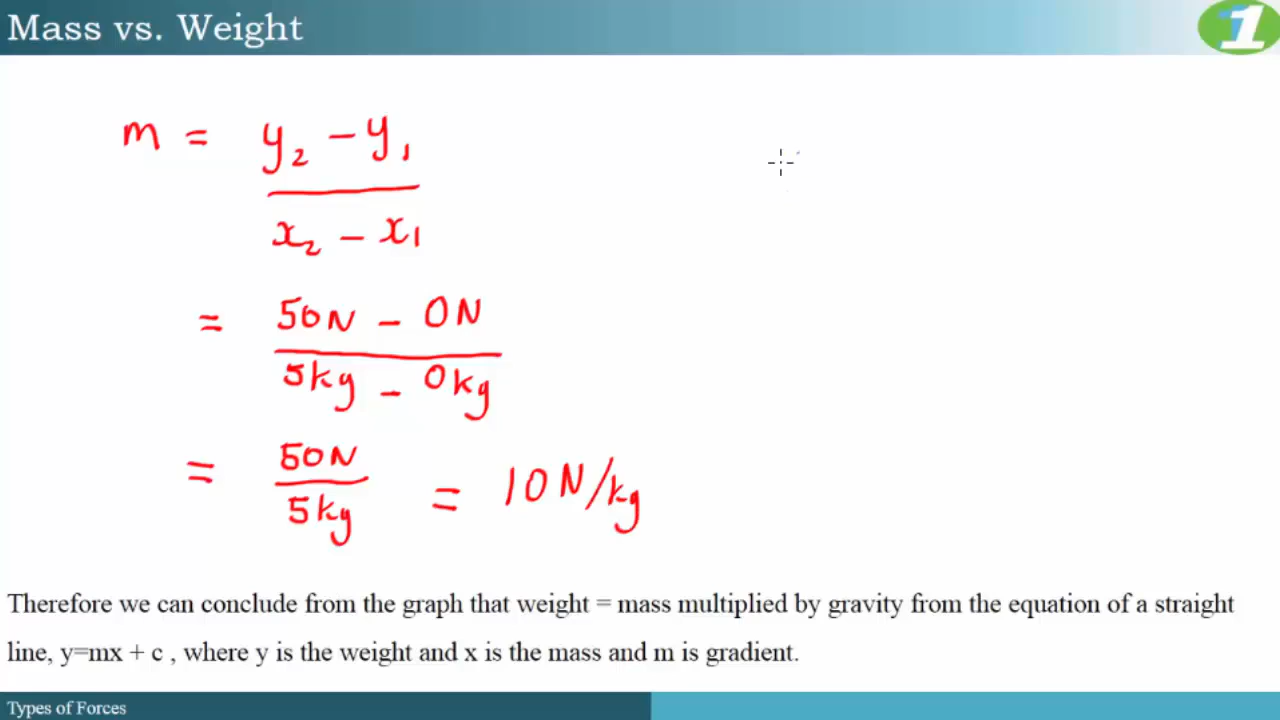 Mass vs. Weight
1
m = y₂ - y₁
x₂ - x₁
= 50N - 0N
5kg - 0kg
= 50N
5kg
= 10N/kg
Therefore we can conclude from the graph that weight = mass multiplied by gravity from the equation of a straight
line, y=mx + c , where y is the weight and x is the mass and m is gradient.
Types of Forces